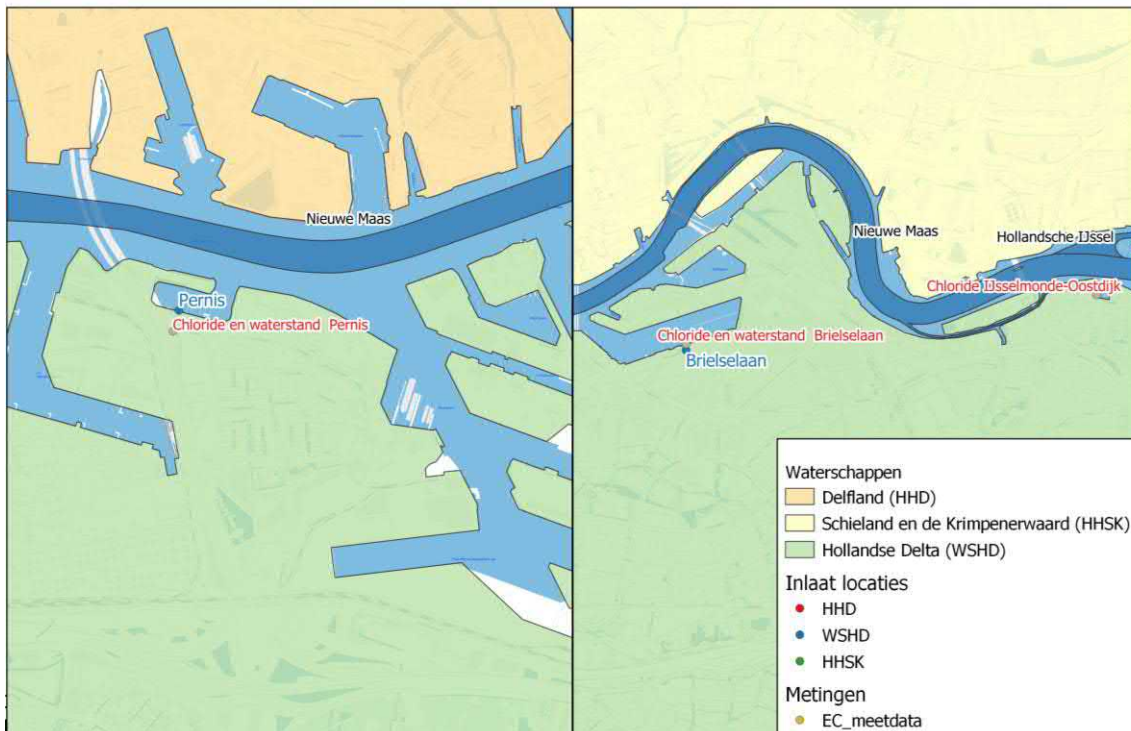 Nieuwe Maas
Pernis
Chloride en waterstand Pernis
Nieuwe Maas
Hollandsche IJssel
Chloride IJsselmonde-Oostdijk
Chloride en waterstand Brielselaan
Brielselaan
Waterschappen
Delfland (HHD)
Schieland en de Krimpenerwaard (HHSK)
Hollandse Delta (WSHD)
Inlaat locaties
HHD
WSHD
HHSK
Metingen
EC_meetdata